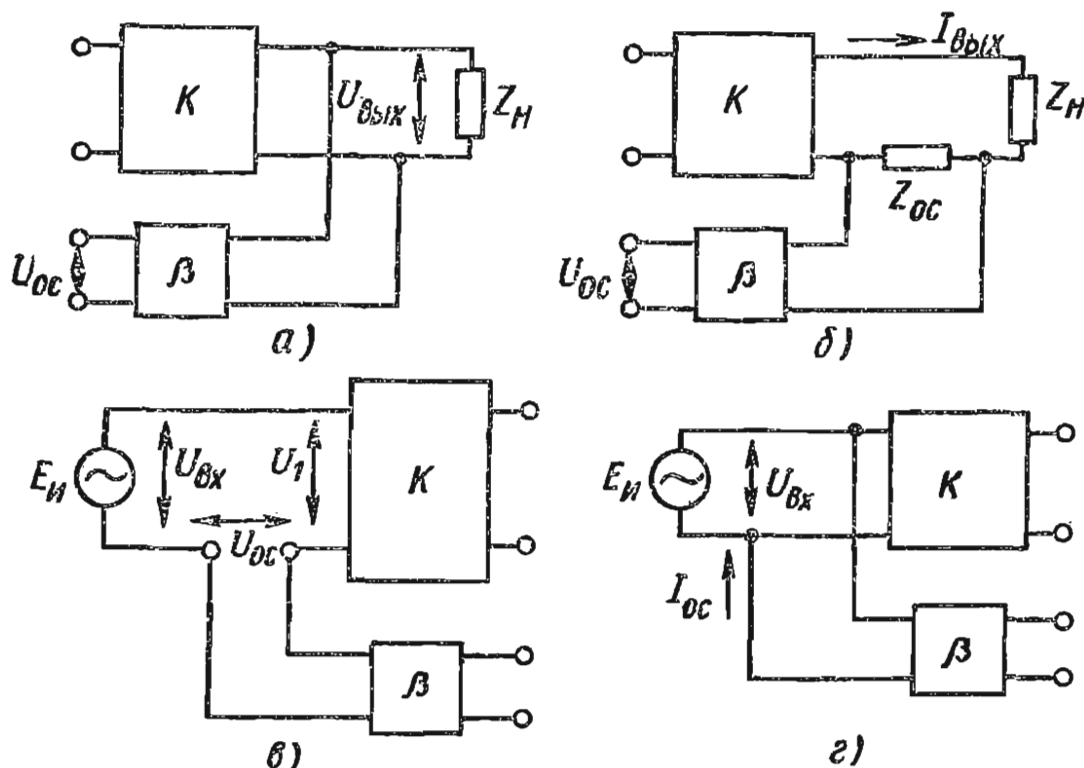 K
U вых
Z н
β
U ос
а)
I вых
K
Z н
Z ос
β
U ос
б)
E и
U вх
U 1
U ос
K
β
в)
E и
U вх
I ос
K
β
г)